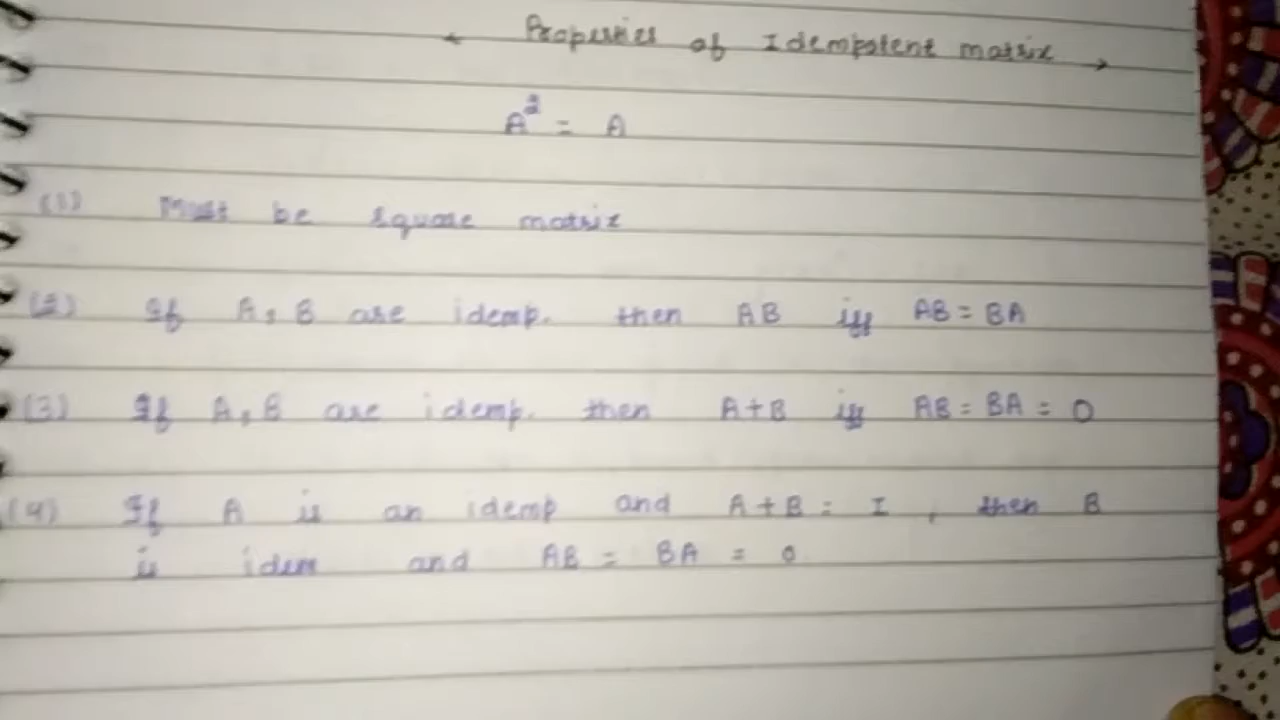 Properties of Idempotent matrix
A² = A
(1) Must be square matrix
(2) If A, B are idemp. then AB iff AB = BA
(3) If A, B are idemp. then A+B iff AB = BA = 0
(4) If A is an idemp and A+B = I, then B
is idem and AB = BA = 0